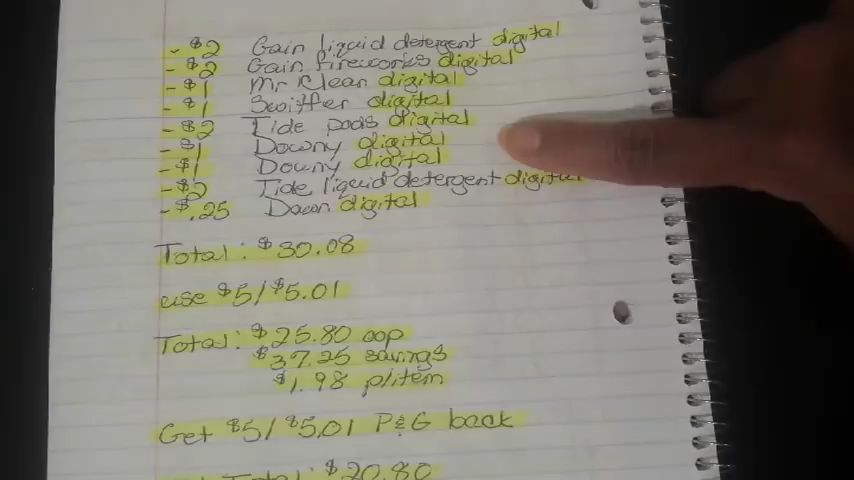 - $2 Gain liquid detergent digital
- $2 Gain fireworks digital
- $1 Mr Clean digital
- $1 Swiffer digital
- $2 Tide pods digital
- $1 Downy digital
- $1 Downy digital
- $2 Tide liquid detergent digital
- $.25 Dawn digital
Total: $30.08
use $5/$5.01
Total: $25.80 oop
$37.25 savings
$1.98 p/item
Get $5/$5.01 P&G back
Total: $20.80